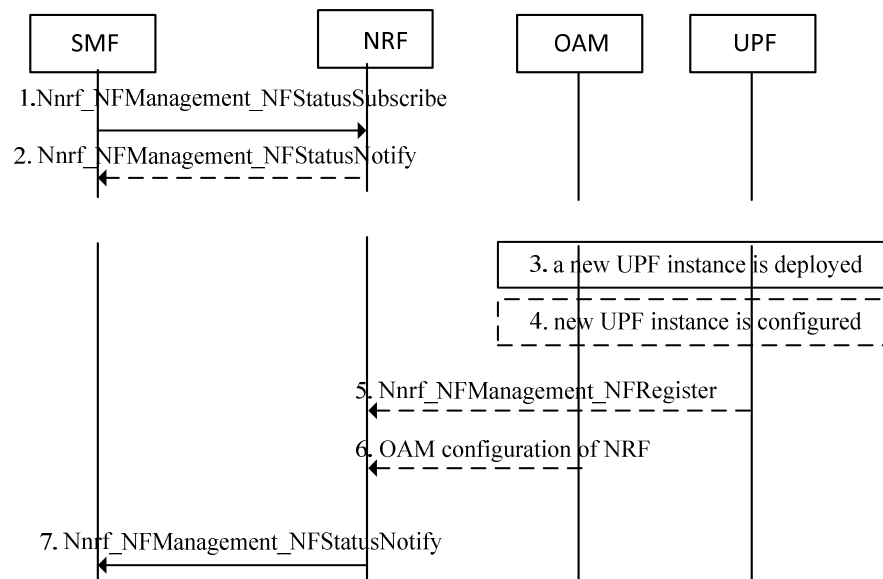 SMF
NRF
OAM
UPF
1.Nnrf_NFManagement_NFStatusSubscribe
2. Nnrf_NFManagement_NFStatusNotify
3. a new UPF instance is deployed
4. new UPF instance is configured
5. Nnrf_NFManagement_NFRegister
6. OAM configuration of NRF
7. Nnrf_NFManagement_NFStatusNotify